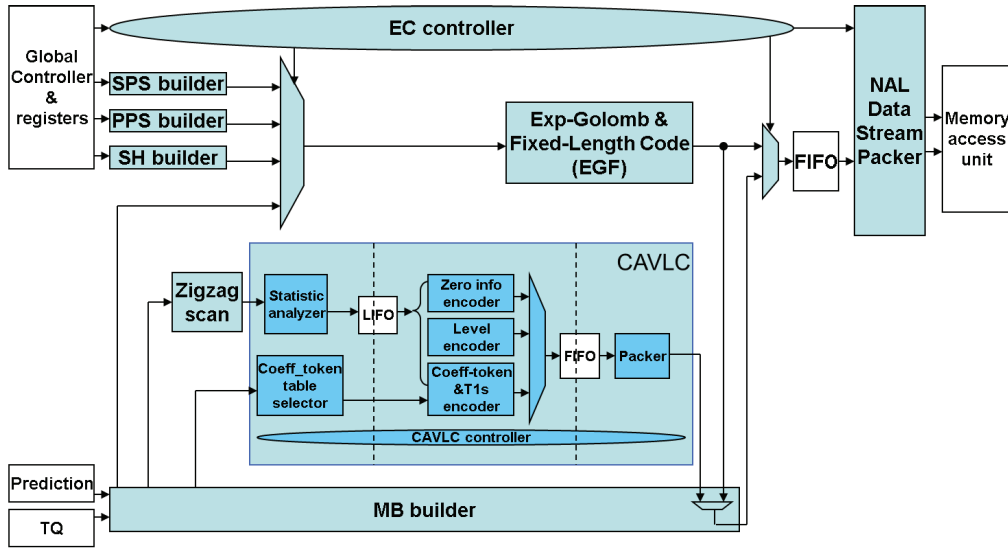 EC controller
Global
Controller
&
registers
SPS builder
PPS builder
SH builder
Exp-Golomb &
Fixed-Length Code
(EGF)
FIFO
NAL
Data
Stream
Packer
Memory
access
unit
CAVLC
Zigzag
scan
Statistic
analyzer
LIFO
Zero info
encoder
Level
encoder
Coeff-token
&T1s
encoder
FIFO
Packer
Coeff_token
table
selector
CAVLC controller
Prediction
TQ
MB builder